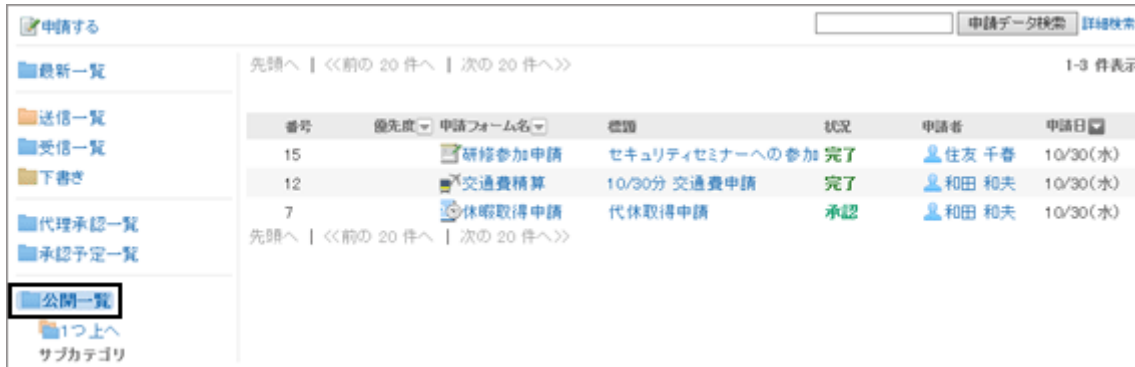 申請する 申請データ検索 詳細検索
最新一覧
送信一覧
受信一覧
下書き
代理承認一覧
承認予定一覧
公開一覧
1つ上へ
サブカテゴリ
先頭へ | <<前の 20 件へ | 次の 20 件へ>> 1-3 件表示
番号 優先度 申請フォーム名 標題 状況 申請者 申請日
15 研修参加申請 セキュリティセミナーへの参加 完了 住友 千春 10/30(水)
12 交通費精算 10/30分 交通費申請 完了 和田 和夫 10/30(水)
7 休暇取得申請 代休取得申請 承認 和田 和夫 10/30(水)
先頭へ | <<前の 20 件へ | 次の 20 件へ>>